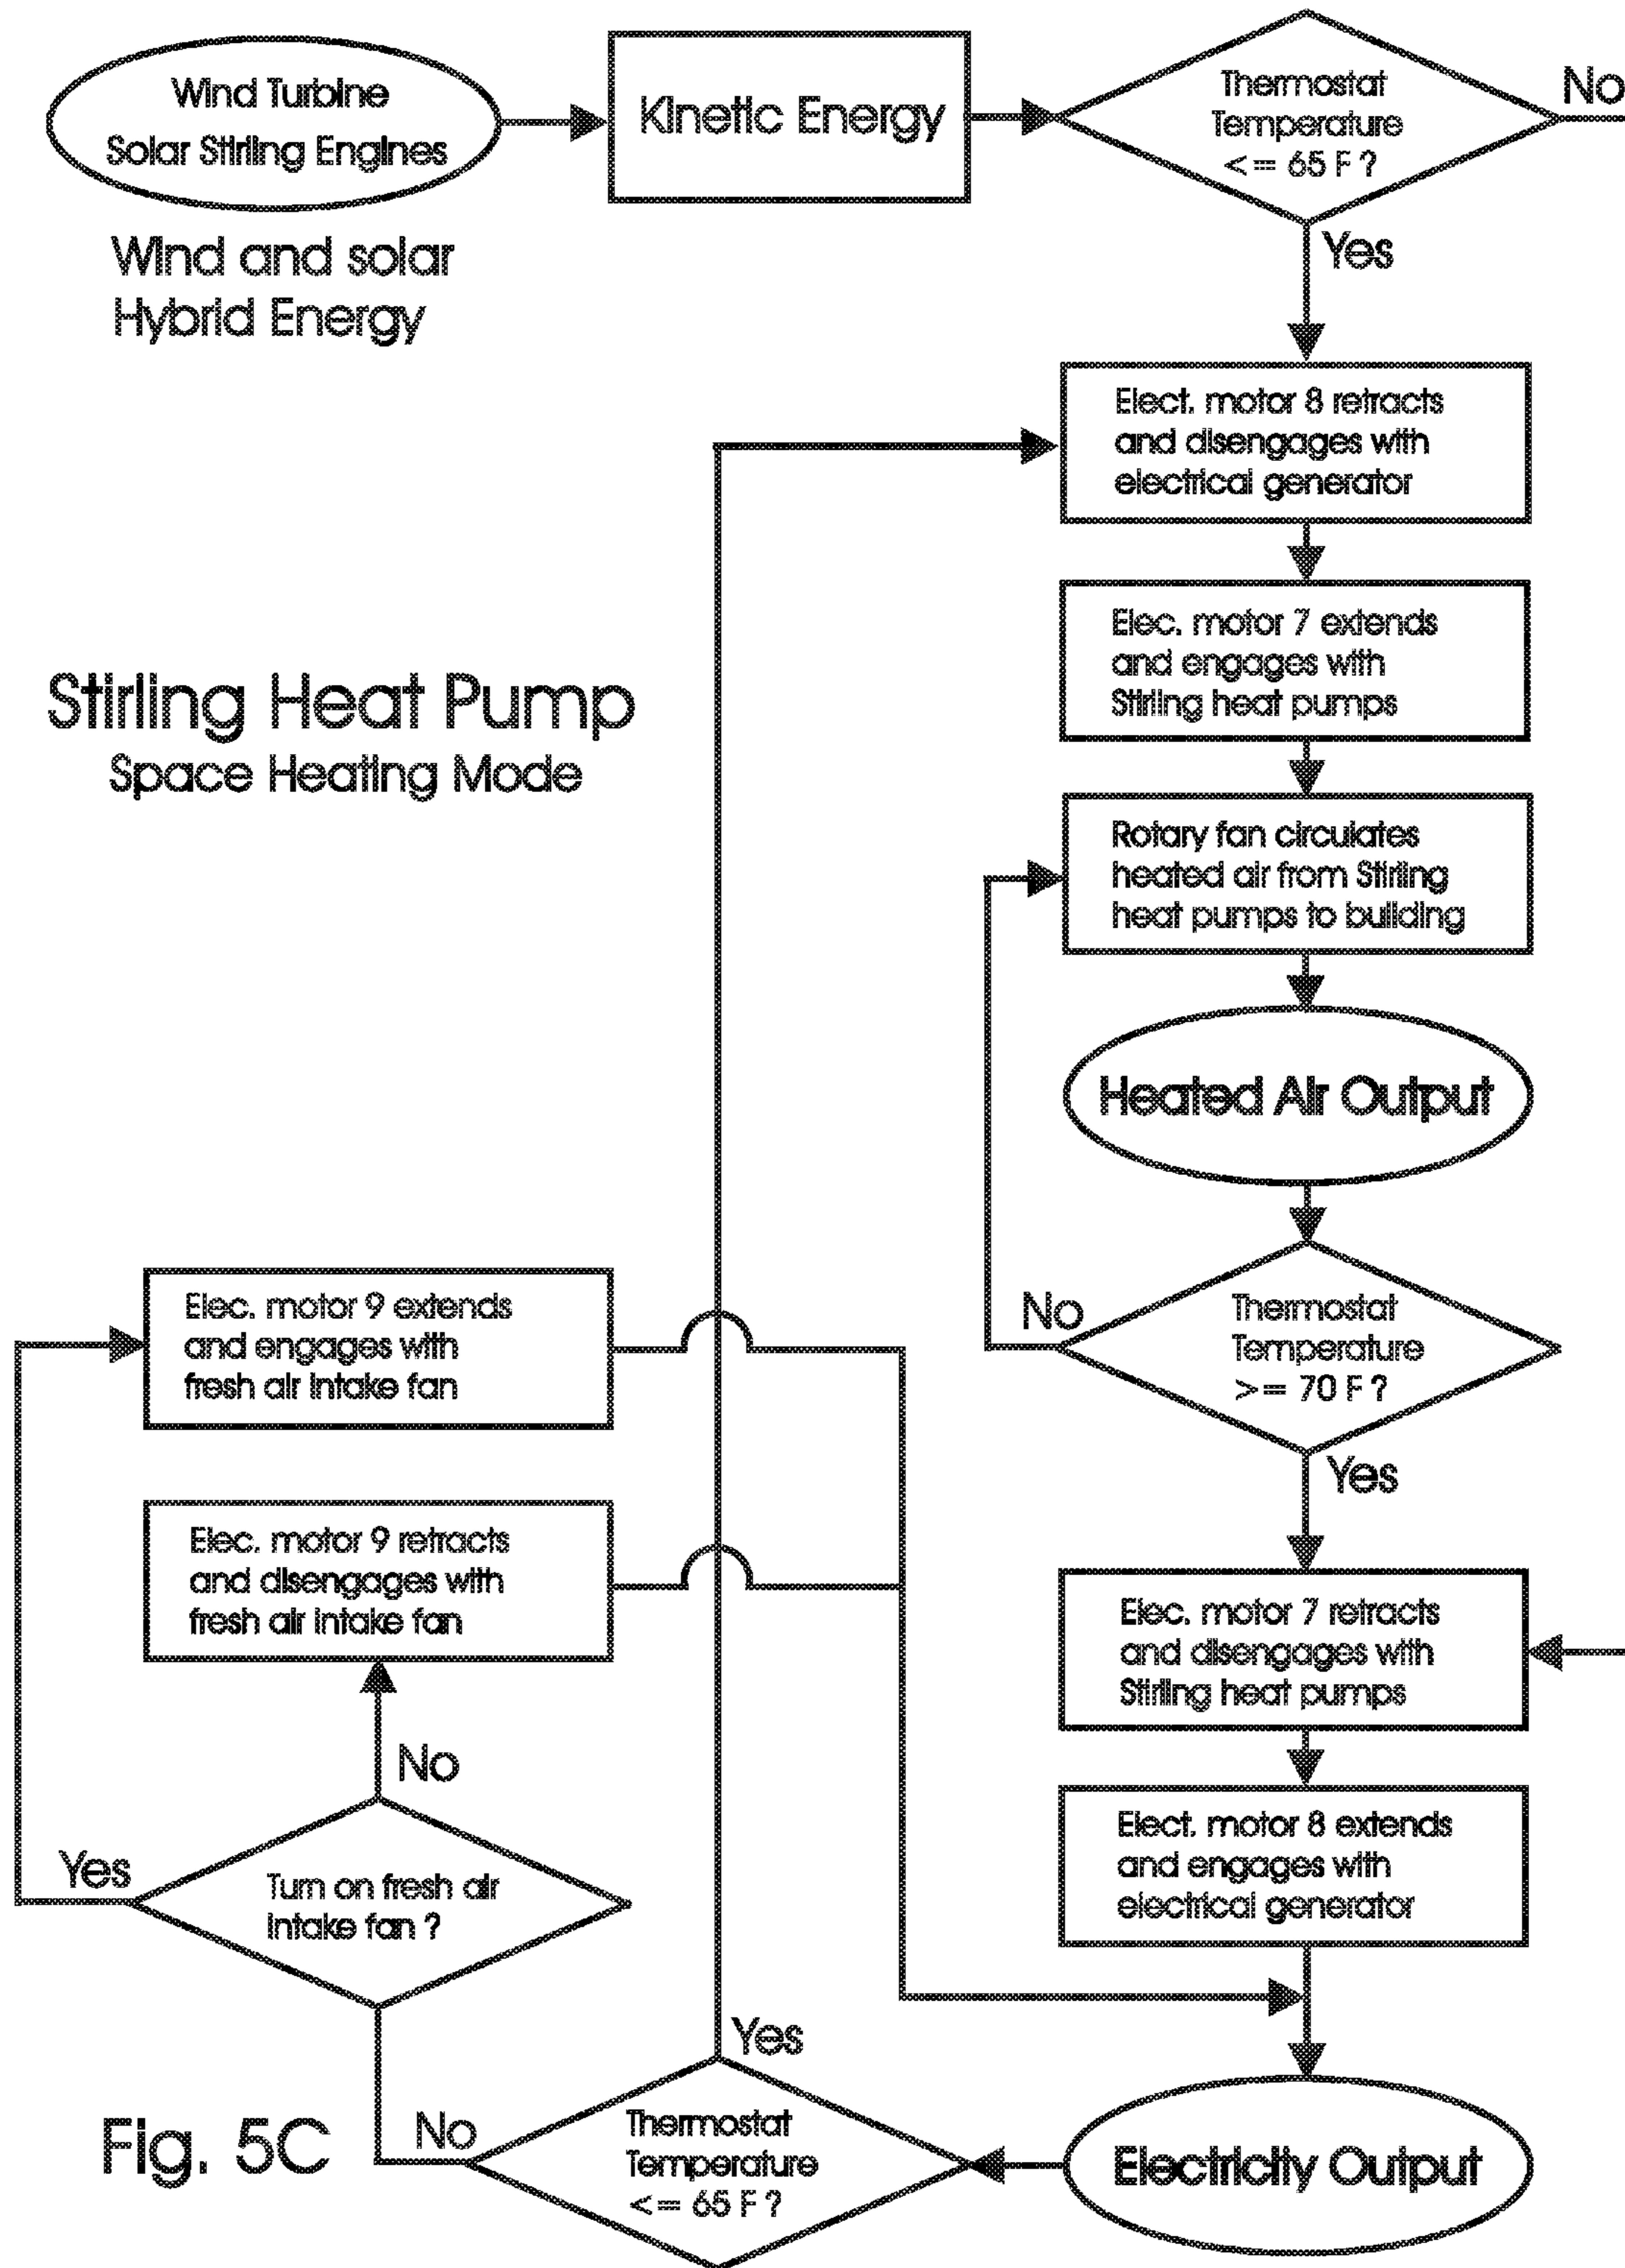 Wind Turbine
Solar Stirling Engines
Wind and solar
Hybrid Energy
Kinetic Energy
Thermostat
Temperature
<= 65 F ?
No
Yes
Elect. motor 8 retracts
and disengages with
electrical generator
Elec. motor 7 extends
and engages with
Stirling heat pumps
Stirling Heat Pump
Space Heating Mode
Rotary fan circulates
heated air from Stirling
heat pumps to building
Heated Air Output
No
Thermostat
Temperature
>= 70 F ?
Yes
Elec. motor 9 extends
and engages with
fresh air intake fan
Elec. motor 9 retracts
and disengages with
fresh air intake fan
Elec. motor 7 retracts
and disengages with
Stirling heat pumps
No
Yes
Turn on fresh air
intake fan ?
Elect. motor 8 extends
and engages with
electrical generator
Yes
No
Thermostat
Temperature
<= 65 F ?
Electricity Output
Fig. 5C